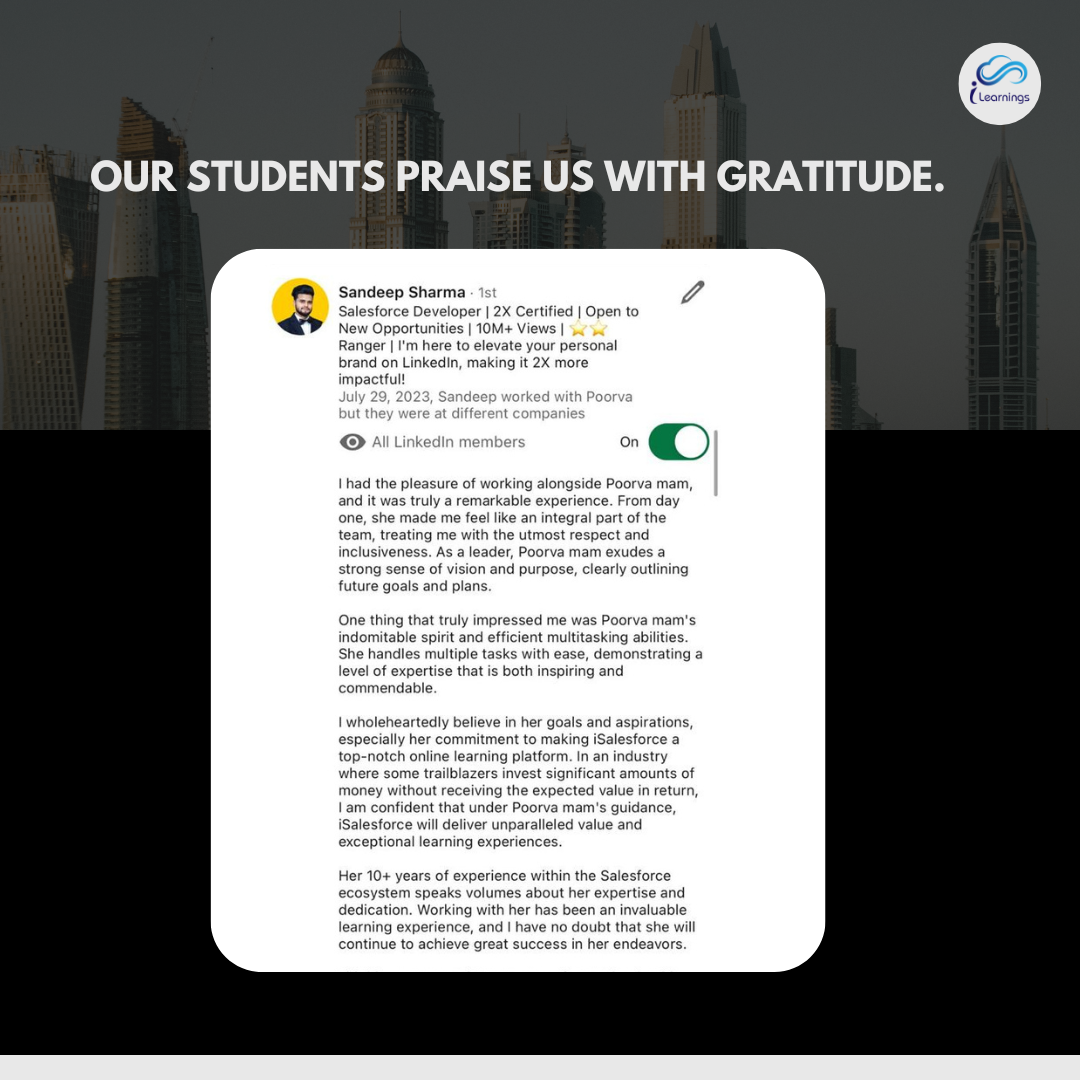 i Learnings
OUR STUDENTS PRAISE US WITH GRATITUDE.
Sandeep Sharma · 1st
Salesforce Developer | 2X Certified | Open to
New Opportunities | 10M+ Views | ⭐⭐
Ranger | I'm here to elevate your personal
brand on LinkedIn, making it 2X more
impactful!
July 29, 2023, Sandeep worked with Poorva
but they were at different companies
All LinkedIn members On
I had the pleasure of working alongside Poorva mam,
and it was truly a remarkable experience. From day
one, she made me feel like an integral part of the
team, treating me with the utmost respect and
inclusiveness. As a leader, Poorva mam exudes a
strong sense of vision and purpose, clearly outlining
future goals and plans.
One thing that truly impressed me was Poorva mam's
indomitable spirit and efficient multitasking abilities.
She handles multiple tasks with ease, demonstrating a
level of expertise that is both inspiring and
commendable.
I wholeheartedly believe in her goals and aspirations,
especially her commitment to making iSalesforce a
top-notch online learning platform. In an industry
where some trailblazers invest significant amounts of
money without receiving the expected value in return,
I am confident that under Poorva mam's guidance,
iSalesforce will deliver unparalleled value and
exceptional learning experiences.
Her 10+ years of experience within the Salesforce
ecosystem speaks volumes about her expertise and
dedication. Working with her has been an invaluable
learning experience, and I have no doubt that she will
continue to achieve great success in her endeavors.